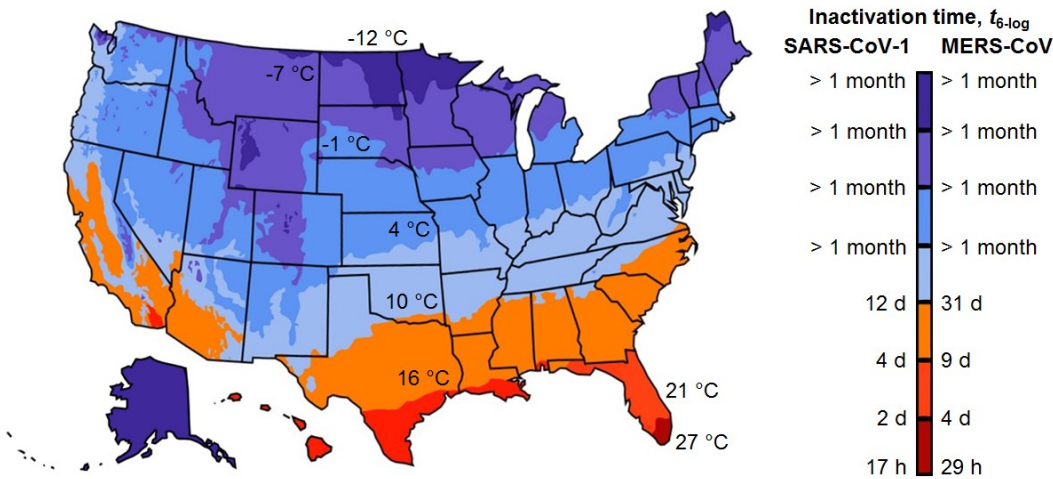 Inactivation time, t6-log
SARS-CoV-1 MERS-CoV
-12 °C
-7 °C
-1 °C
4 °C
10 °C
16 °C
21 °C
27 °C
> 1 month > 1 month
> 1 month > 1 month
> 1 month > 1 month
> 1 month > 1 month
12 d 31 d
4 d 9 d
2 d 4 d
17 h 29 h